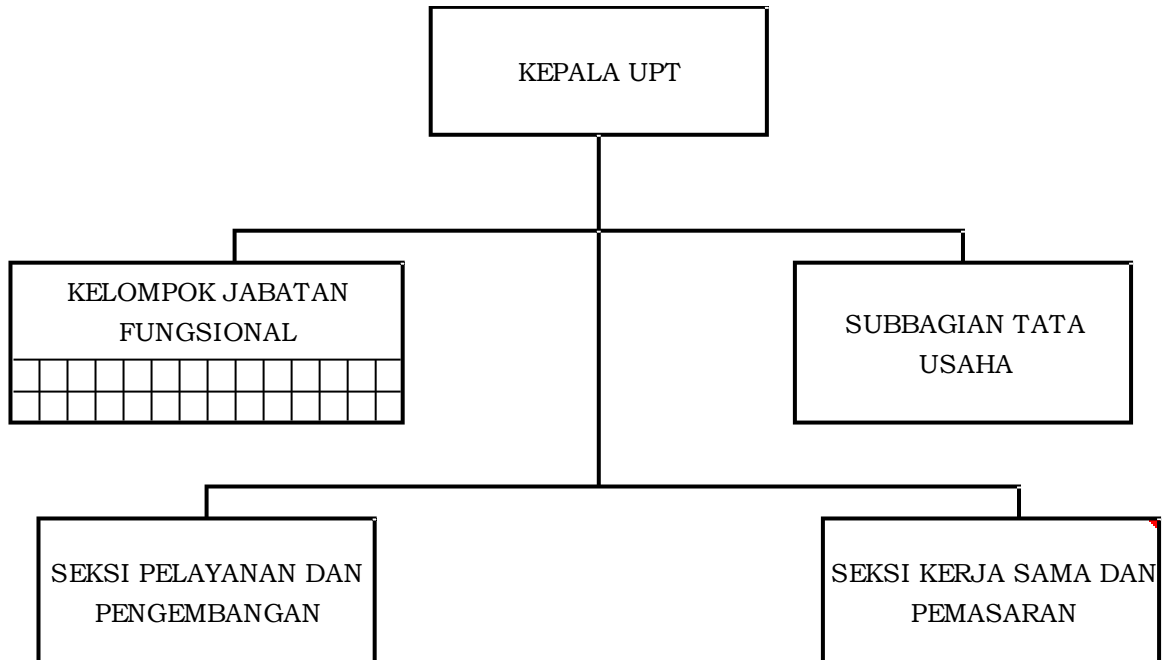 KEPALA UPT
KELOMPOK JABATAN
FUNGSIONAL
SUBBAGIAN TATA
USAHA
SEKSI PELAYANAN DAN
PENGEMBANGAN
SEKSI KERJA SAMA DAN
PEMASARAN